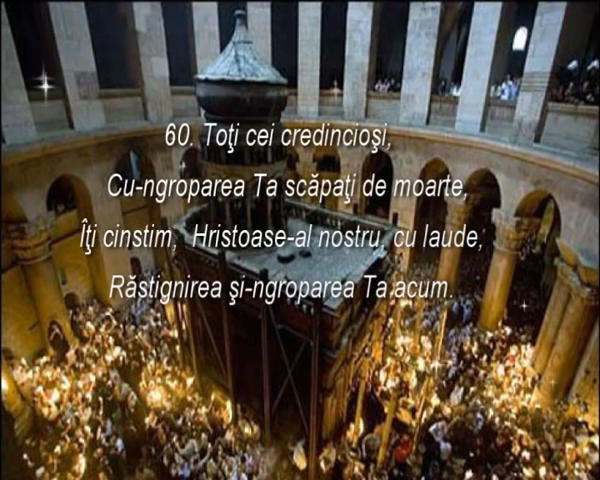 60. Toţi cei credincioşi,
Cu-ngroparea Ta scăpaţi de moarte,
Îţi cinstim, Hristoase-al nostru, cu laude,
Răstignirea şi-ngroparea Ta acum.